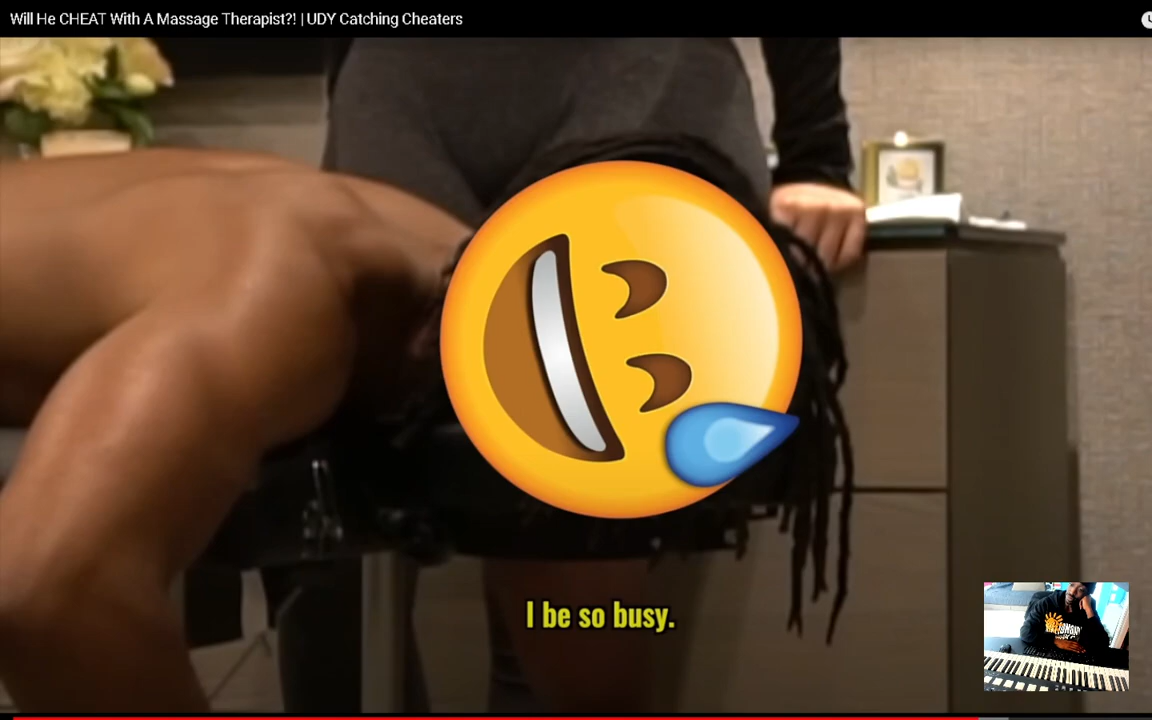 Will He CHEAT With A Massage Therapist?! | UDY Catching Cheaters
I be so busy.